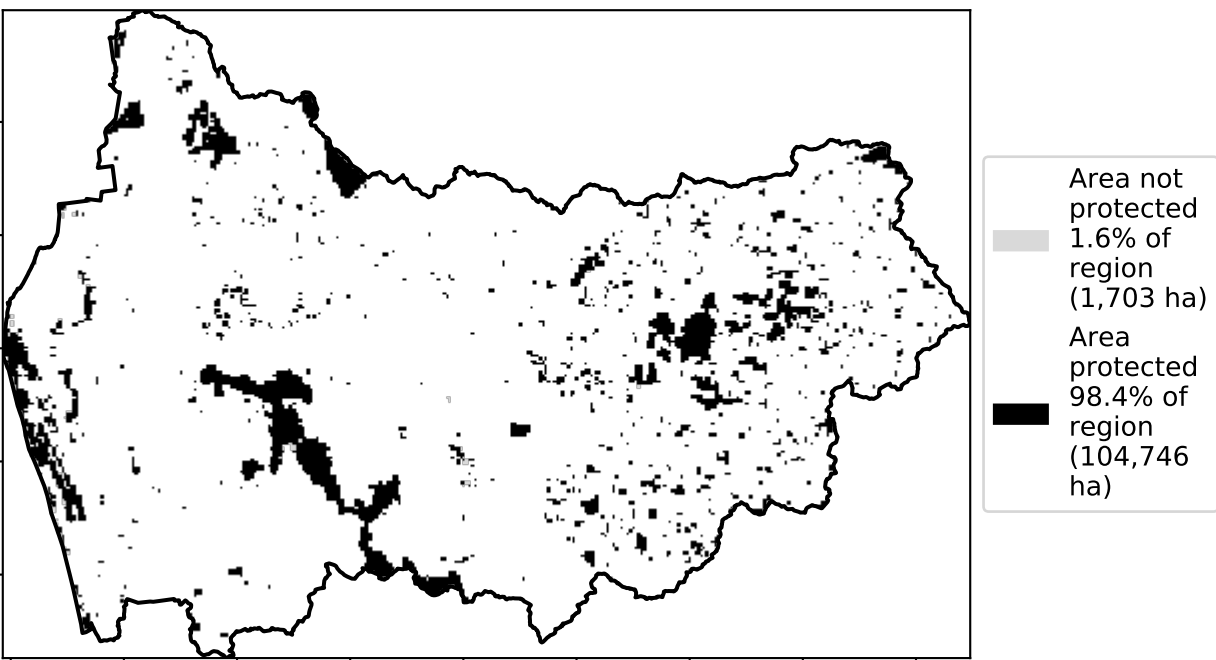 Area not
protected
1.6% of
region
(1,703 ha)
Area
protected
98.4% of
region
(104,746
ha)